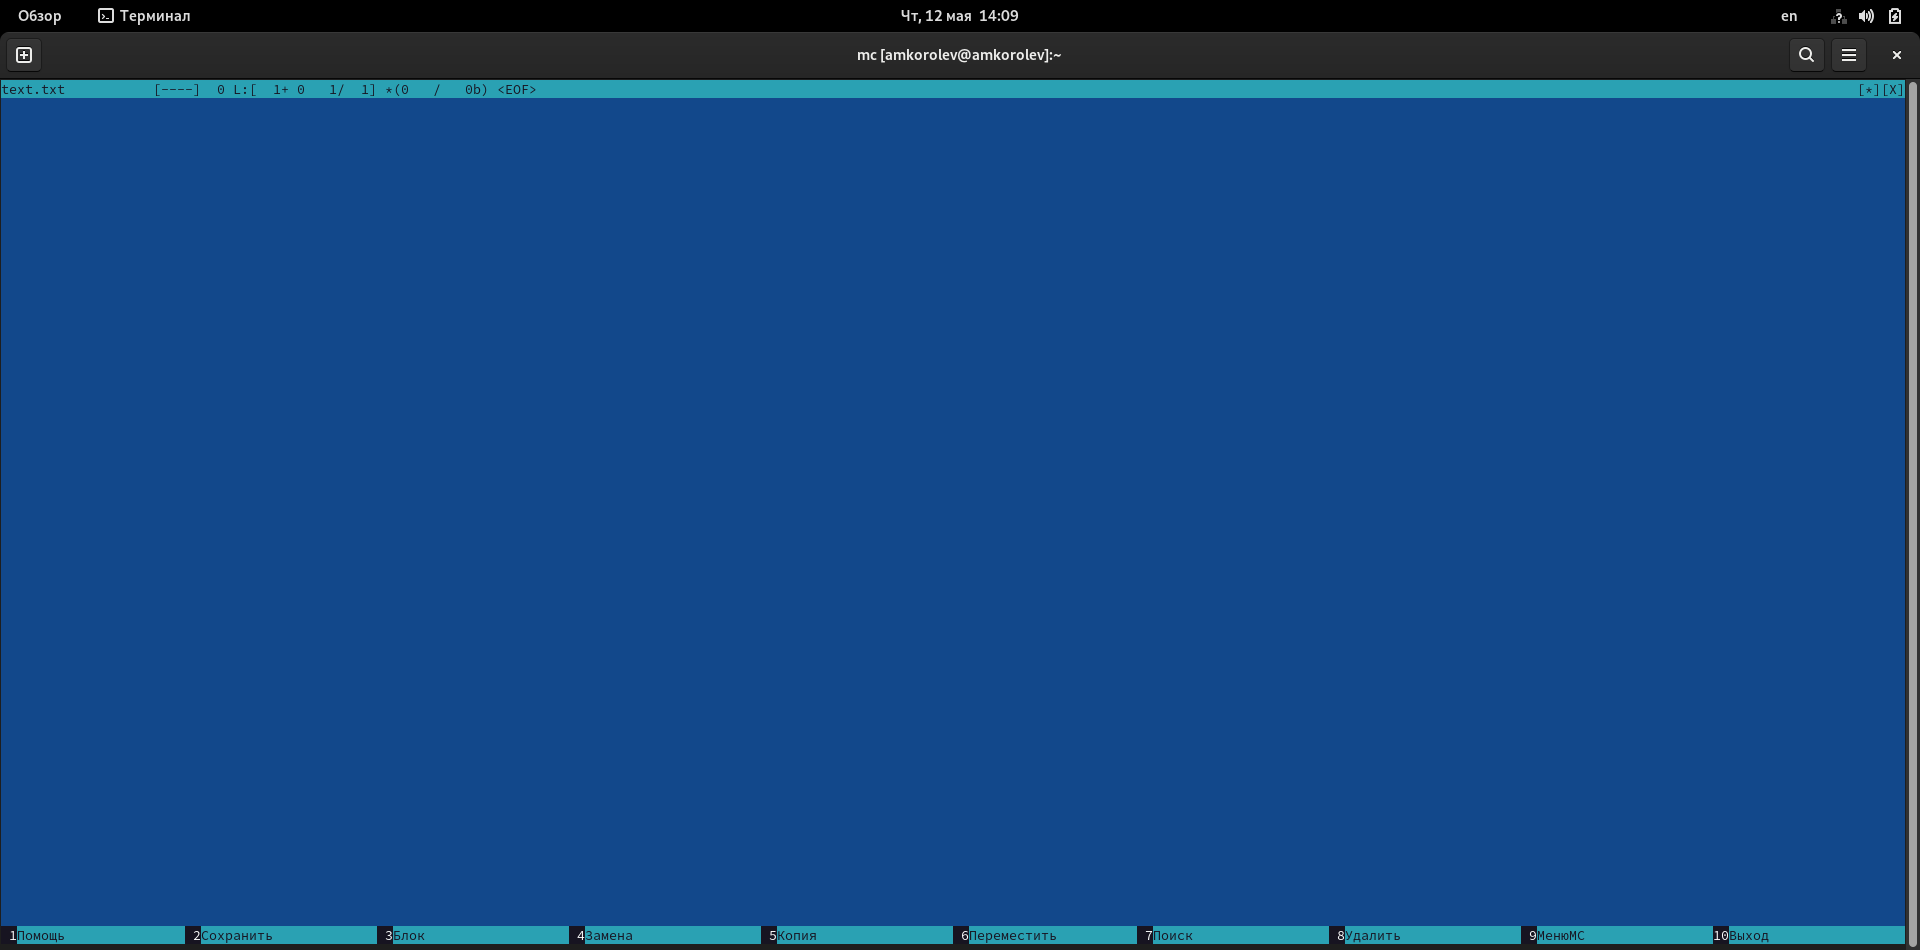 Обзор Терминал Чт, 12 мая 14:09 en
mc [amkorolev@amkorolev]:~
text.txt [----] 0 L:[ 1+ 0 1/ 1] *(0 / 0b) <EOF> [*][X]
1Помощь 2Сохранить 3Блок 4Замена 5Копия 6Переместить 7Поиск 8Удалить 9МенюMC 10Выход